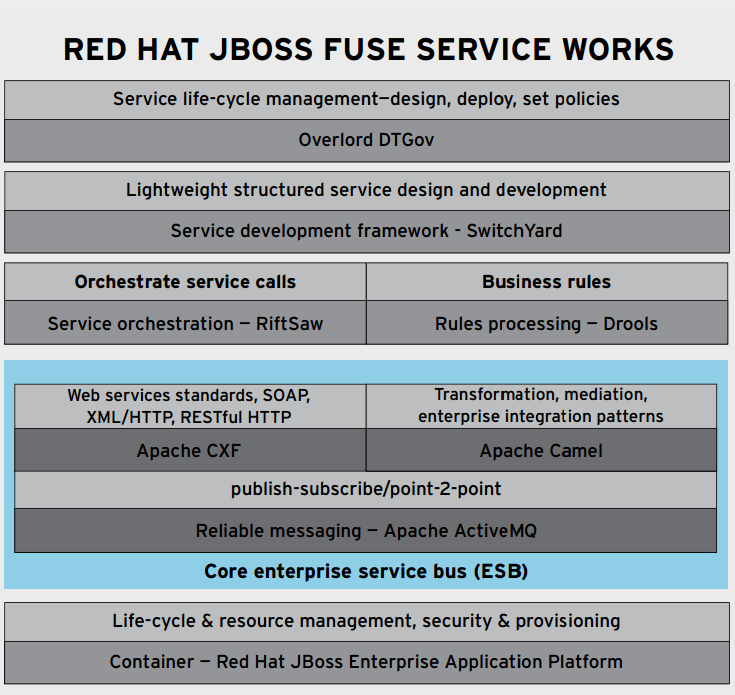 RED HAT JBOSS FUSE SERVICE WORKS
Service life-cycle management—design, deploy, set policies
Overlord DTGov
Lightweight structured service design and development
Service development framework - SwitchYard
Orchestrate service calls
Business rules
Service orchestration — RiftSaw
Rules processing — Drools
Web services standards, SOAP,
XML/HTTP, RESTful HTTP
Transformation, mediation,
enterprise integration patterns
Apache CXF
Apache Camel
publish-subscribe/point-2-point
Reliable messaging — Apache ActiveMQ
Core enterprise service bus (ESB)
Life-cycle & resource management, security & provisioning
Container — Red Hat JBoss Enterprise Application Platform